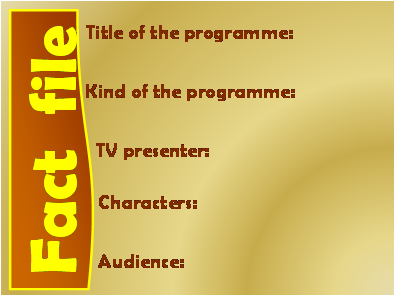 Fact file
Title of the programme:
Kind of the programme:
TV presenter:
Characters:
Audience: